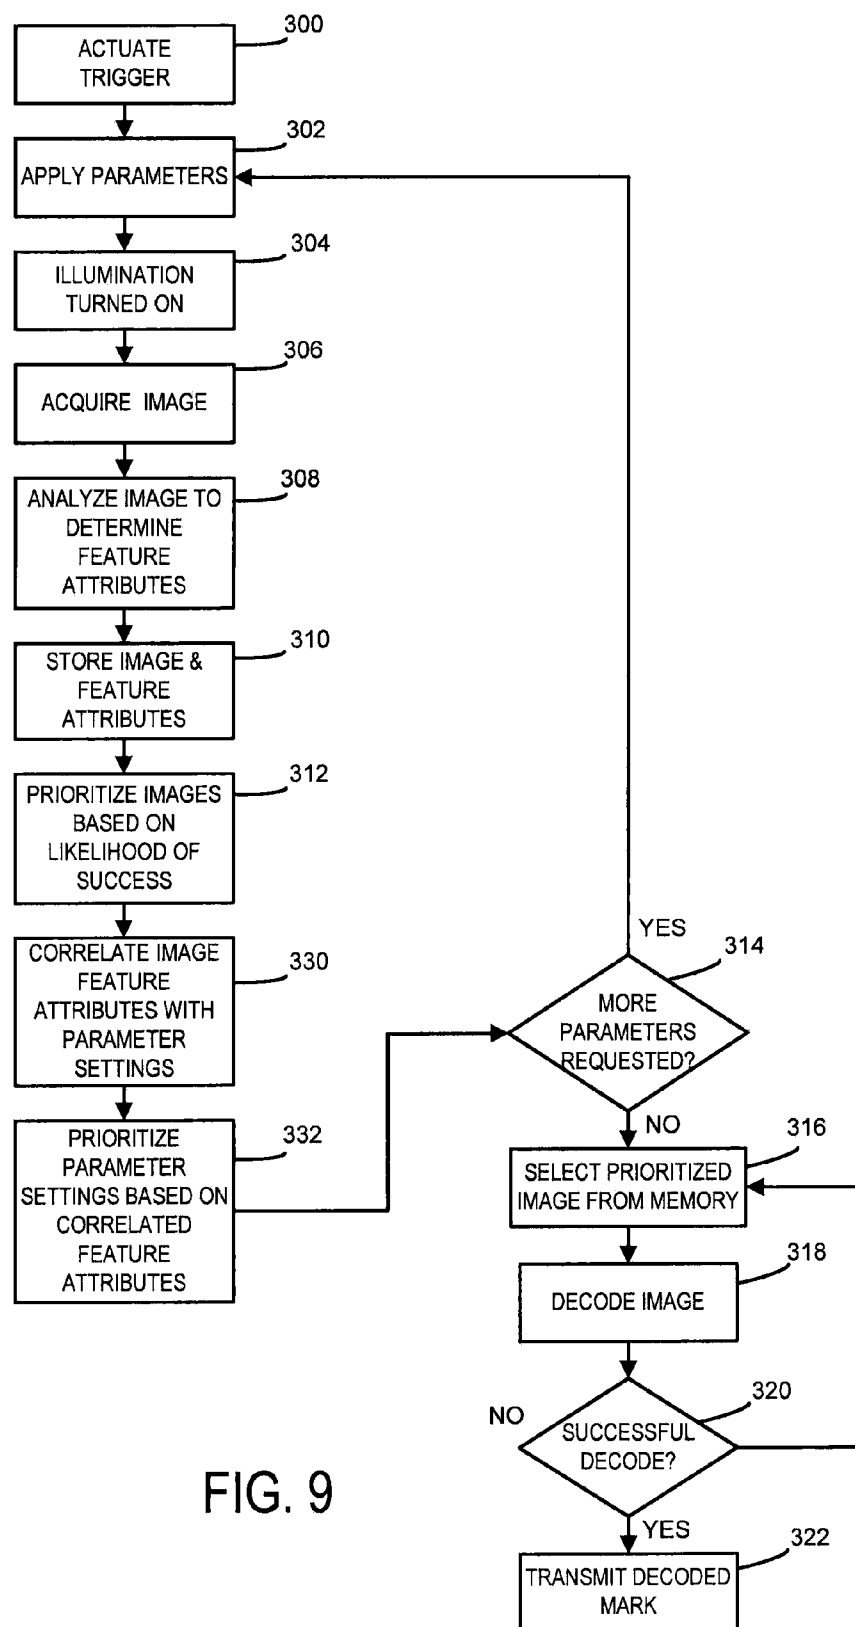 300
ACTUATE
TRIGGER
302
APPLY PARAMETERS
304
ILLUMINATION
TURNED ON
306
ACQUIRE IMAGE
308
ANALYZE IMAGE TO
DETERMINE
FEATURE
ATTRIBUTES
310
STORE IMAGE &
FEATURE
ATTRIBUTES
312
PRIORITIZE IMAGES
BASED ON
LIKELIHOOD OF
SUCCESS
330
CORRELATE IMAGE
FEATURE
ATTRIBUTES WITH
PARAMETER
SETTINGS
332
PRIORITIZE
PARAMETER
SETTINGS BASED ON
CORRELATED
FEATURE
ATTRIBUTES
YES
314
MORE
PARAMETERS
REQUESTED?
NO
316
SELECT PRIORITIZED
IMAGE FROM MEMORY
318
DECODE IMAGE
320
NO
SUCCESSFUL
DECODE?
YES
322
TRANSMIT DECODED
MARK
FIG. 9